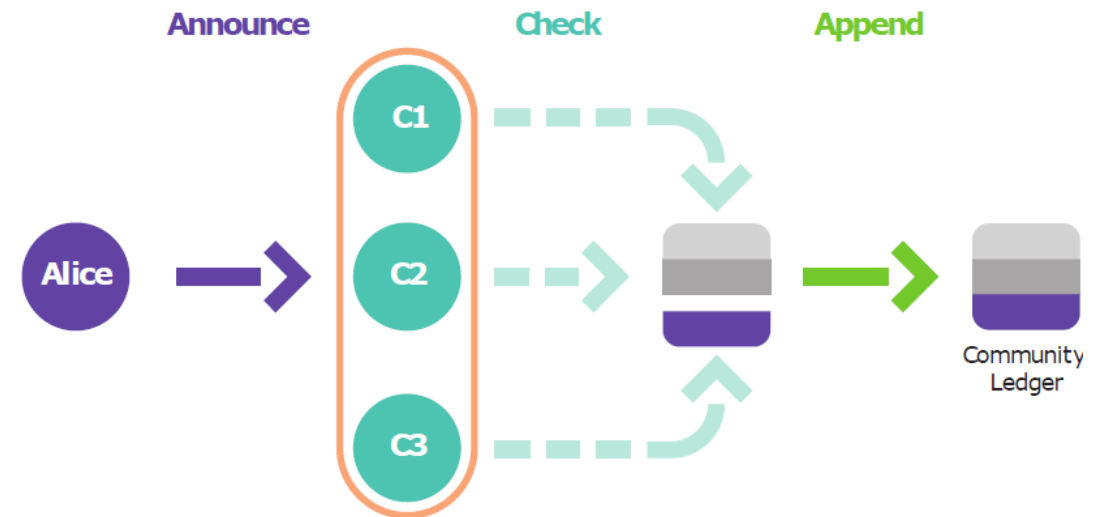 Announce
Check
Append
C1
Alice
C2
C3
Community
Ledger